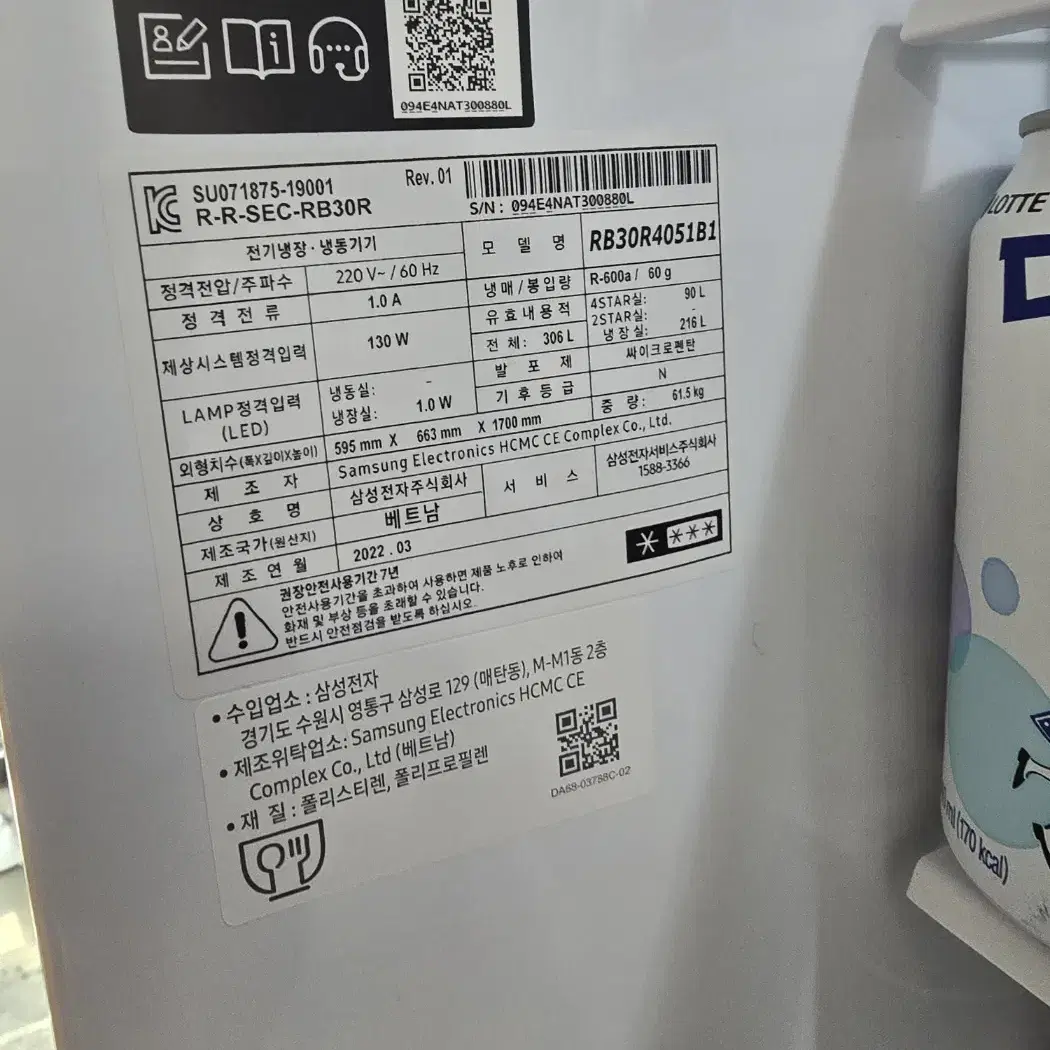 094E4NAT300880L
SU071875-19001
R-R-SEC-RB30R
Rev. 01
S/N : 094E4NAT300880L
전기냉장·냉동기기
모 델 명 RB30R4051B1
정격전압/주파수 220 V~ / 60 Hz
냉매/봉입량 R-600a / 60 g
정 격 전 류 1.0 A
유효내용적 4STAR실: 90 L
2STAR실: -
전 체: 306 L 냉장실: 216 L
제상시스템정격입력 130 W
발 포 제 싸이크로펜탄
기 후 등 급 N
LAMP정격입력
(LED)
냉동실: -
냉장실: 1.0 W
중 량: 61.5 kg
외형치수(폭X깊이X높이) 595 mm X 663 mm X 1700 mm
제 조 자 Samsung Electronics HCMC CE Complex Co., Ltd.
상 호 명 삼성전자주식회사
서 비 스 삼성전자서비스주식회사
1588-3366
제조국가(원산지) 베트남
제 조 연 월 2022 . 03
권장안전사용기간 7년
안전사용기간을 초과하여 사용하면 제품 노후로 인하여
화재 및 부상 등을 초래할 수 있습니다.
반드시 안전점검을 받도록 하십시오.
• 수입업소 : 삼성전자
경기도 수원시 영통구 삼성로 129 (매탄동), M-M1동 2층
• 제조위탁업소: Samsung Electronics HCMC CE
Complex Co., Ltd (베트남)
• 재 질 : 폴리스티렌, 폴리프로필렌
DA68-03788C-02
LOTTE
ml (170 kcal)